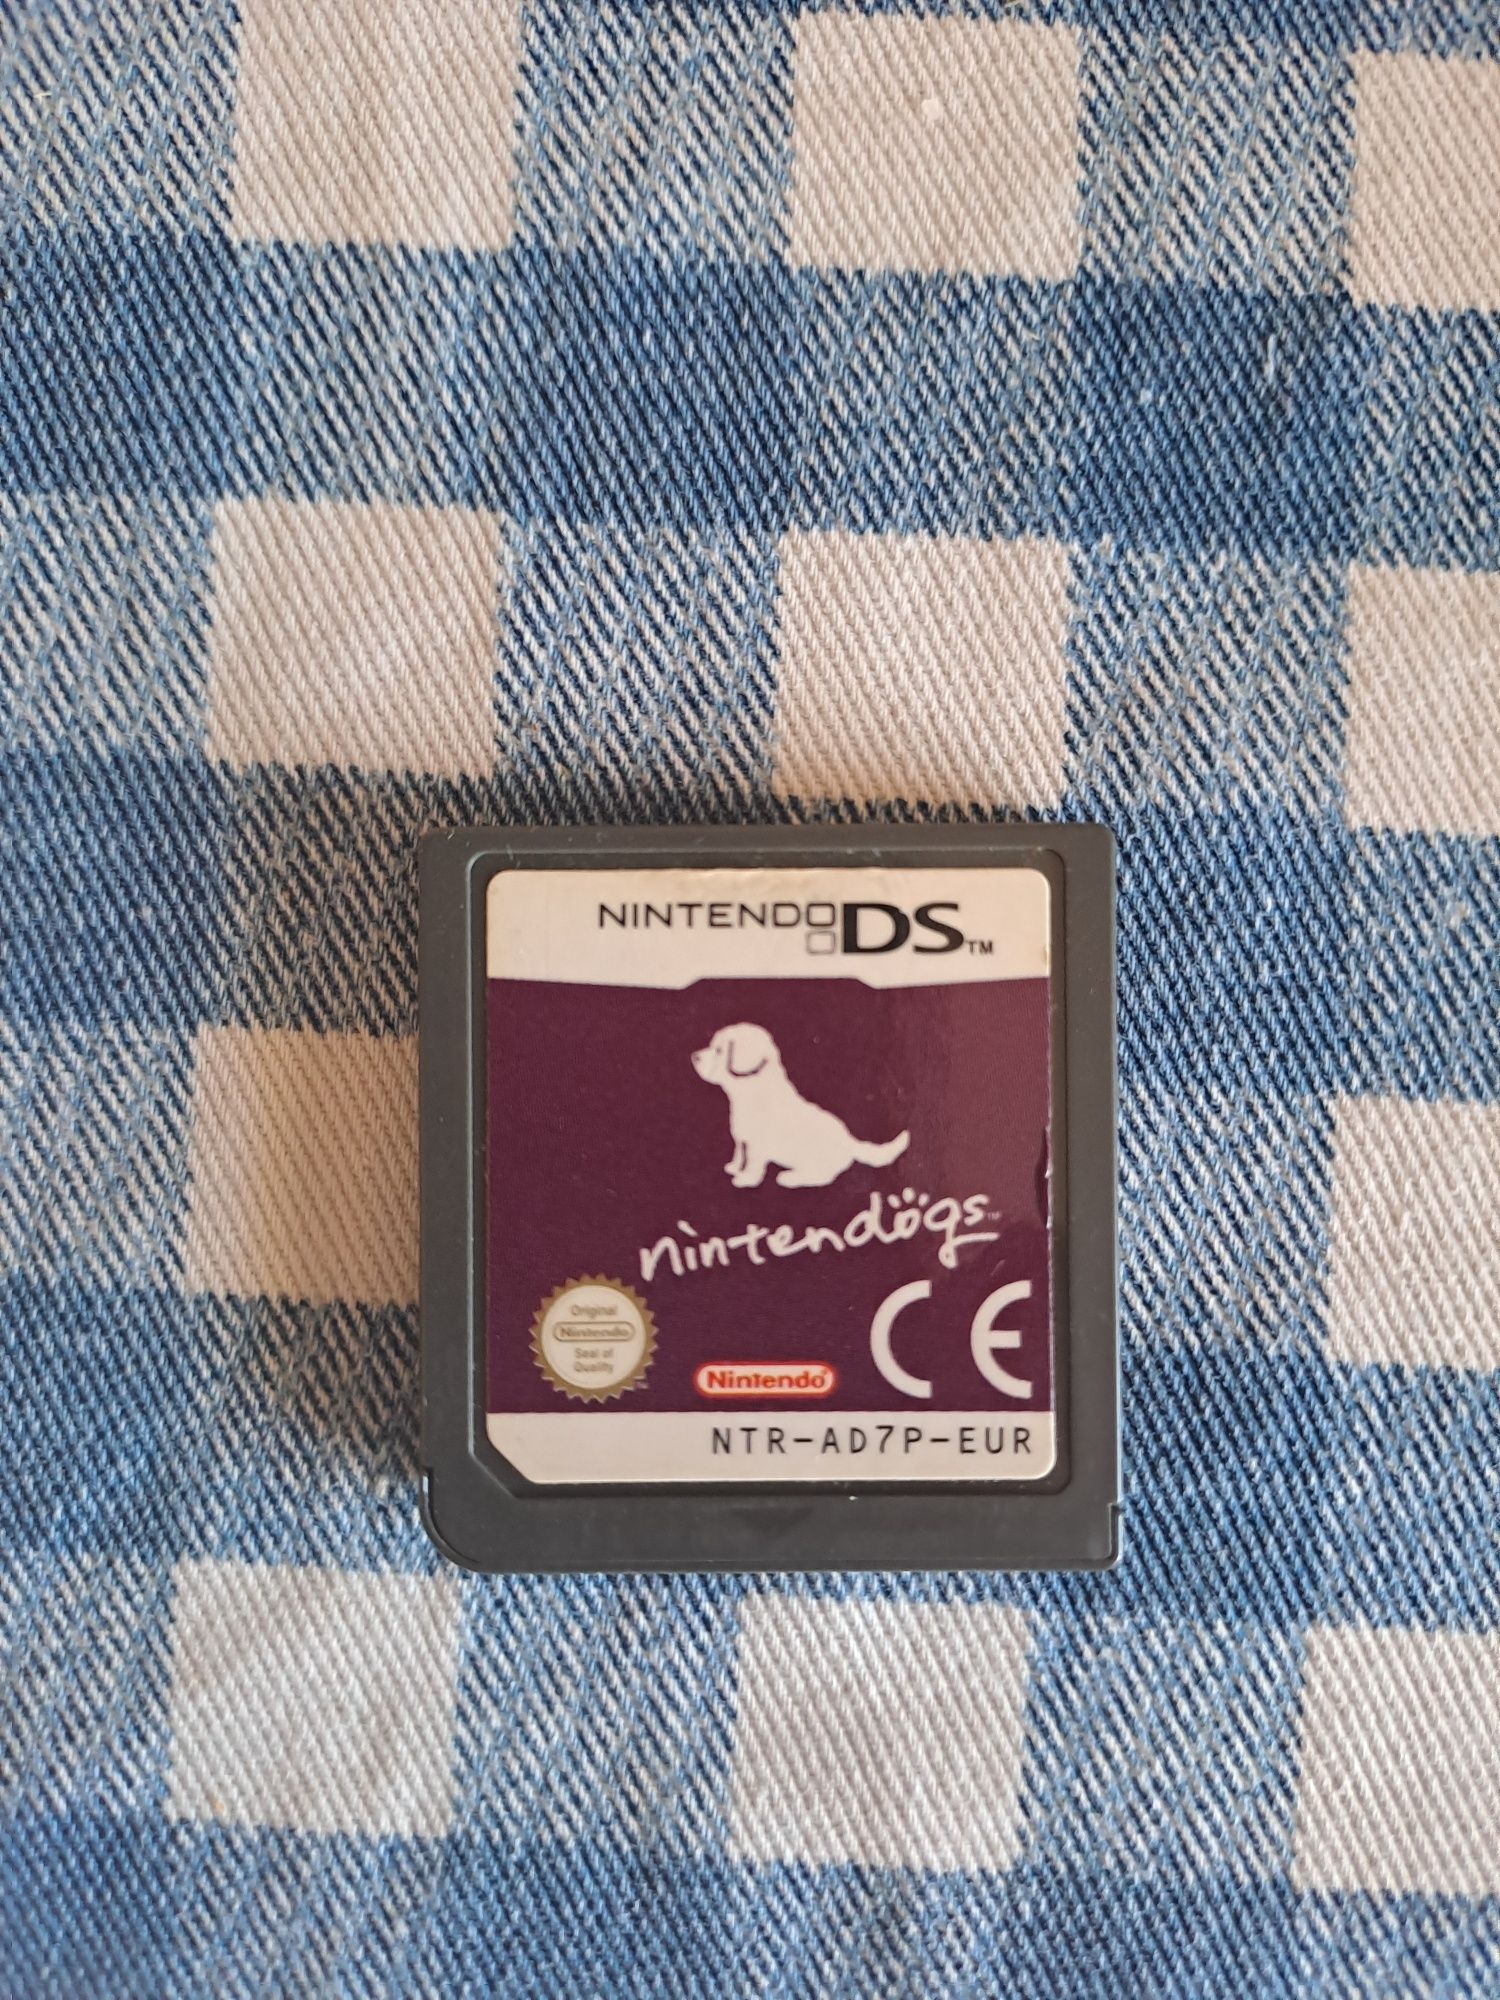 NINTENDO DS™
nintendogs™
Original
Nintendo
Seal of
Quality
Nintendo®
CE
NTR-AD7P-EUR